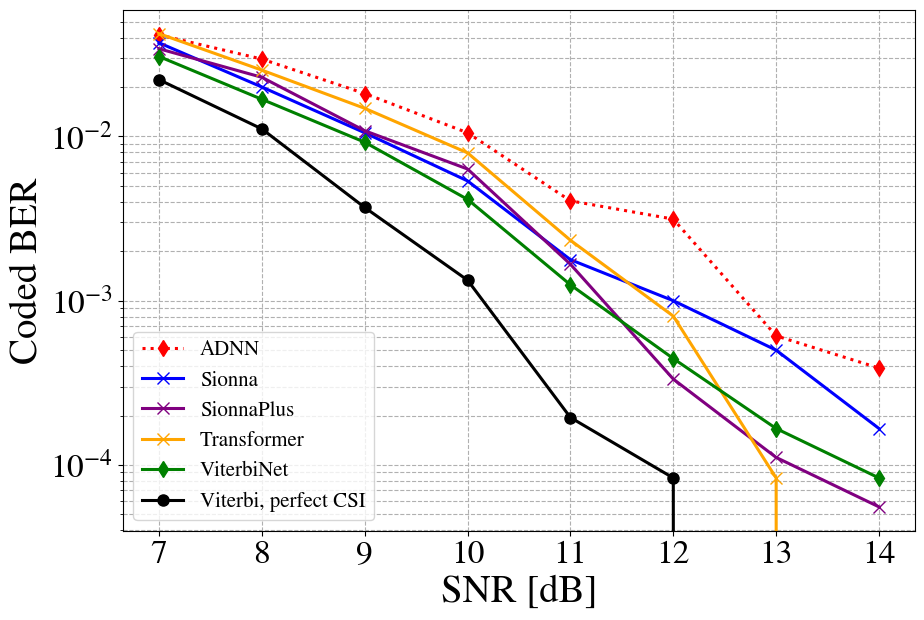 Coded BER
10⁻²
10⁻³
10⁻⁴
ADNN
Sionna
SionnaPlus
Transformer
ViterbiNet
Viterbi, perfect CSI
7 8 9 10 11 12 13 14
SNR [dB]